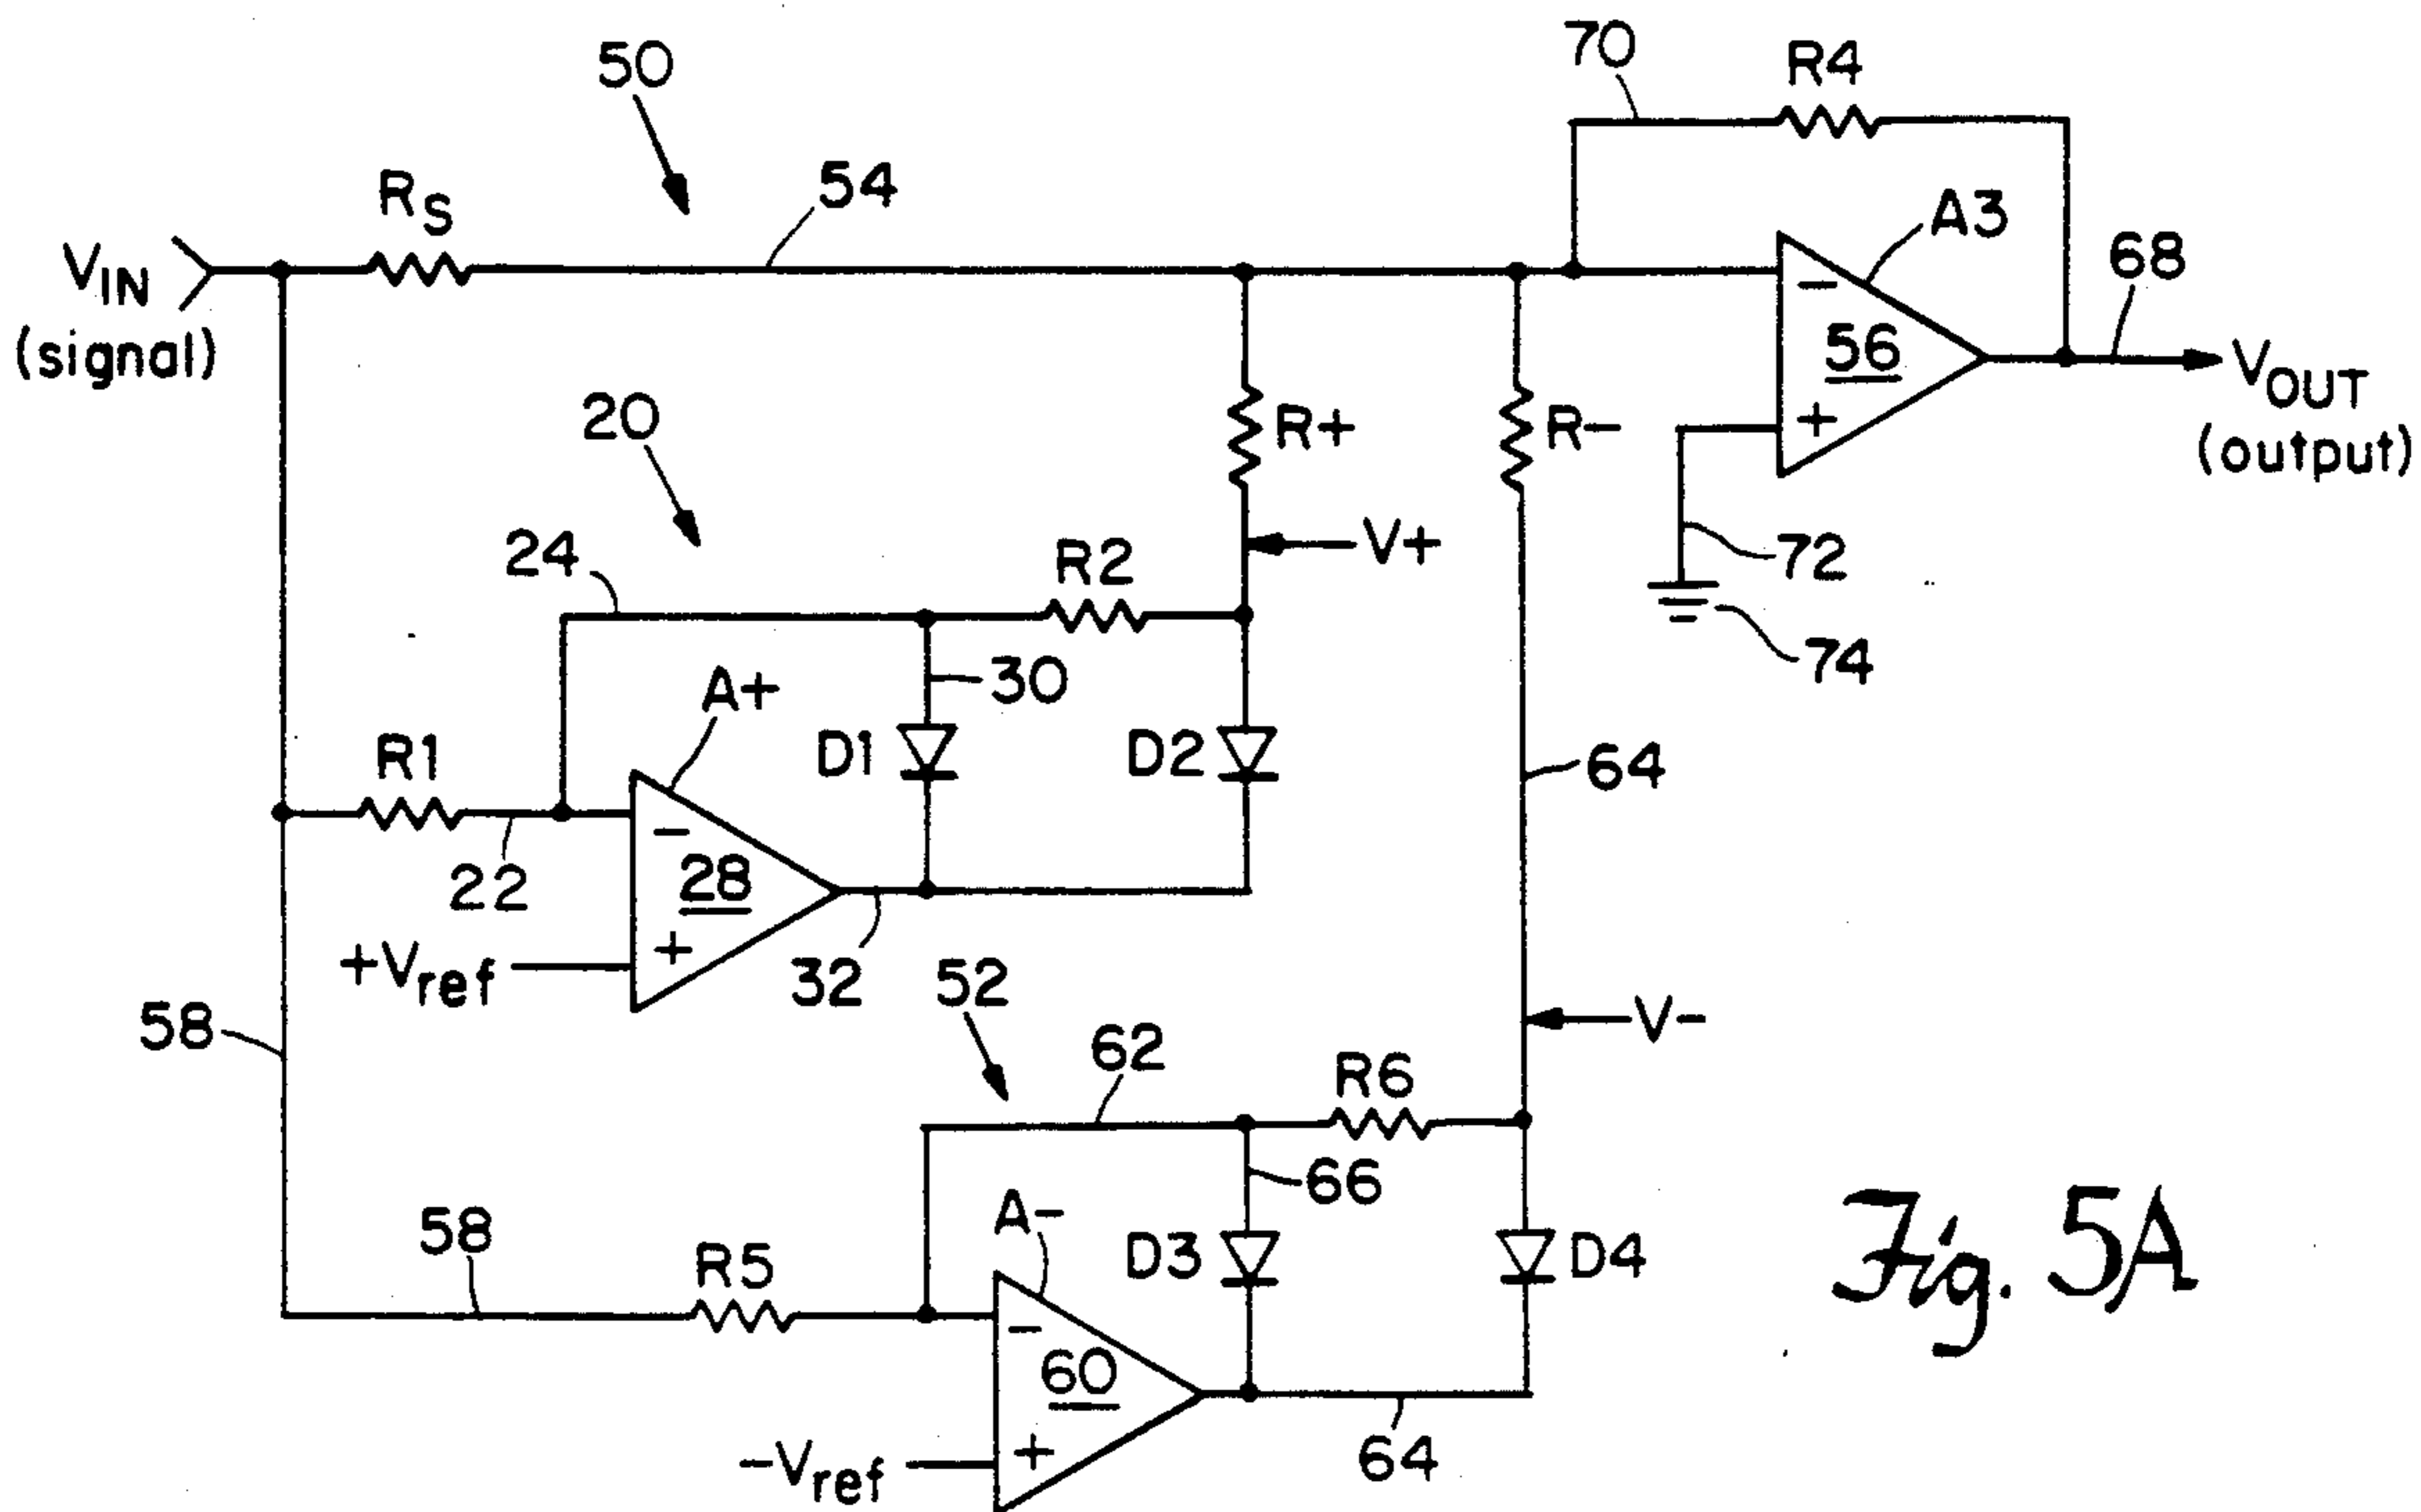 50
70
R4
RS
54
A3
68
VIN
(signal)
−
56
+
VOUT
(output)
20
R+
R−
V+
72
74
24
R2
30
A+
D1
D2
64
R1
−
28
22
+
+Vref
32
52
V−
58
62
R6
66
58
R5
A−
D3
D4
−
60
+
−Vref
64
Fig. 5A